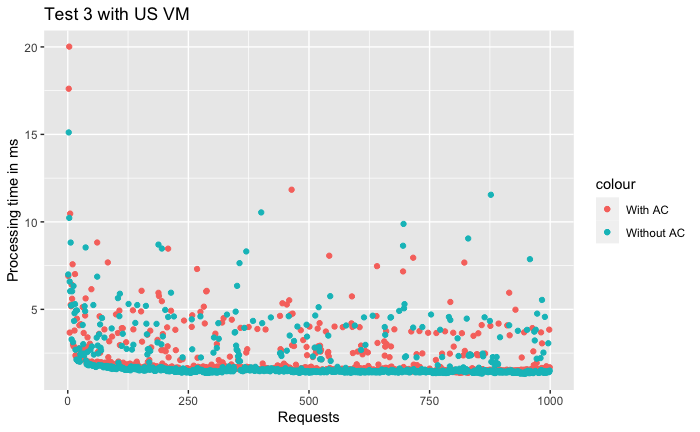 Test 3 with US VM
Processing time in ms
20
15
10
5
0
250
500
750
1000
Requests
colour
With AC
Without AC